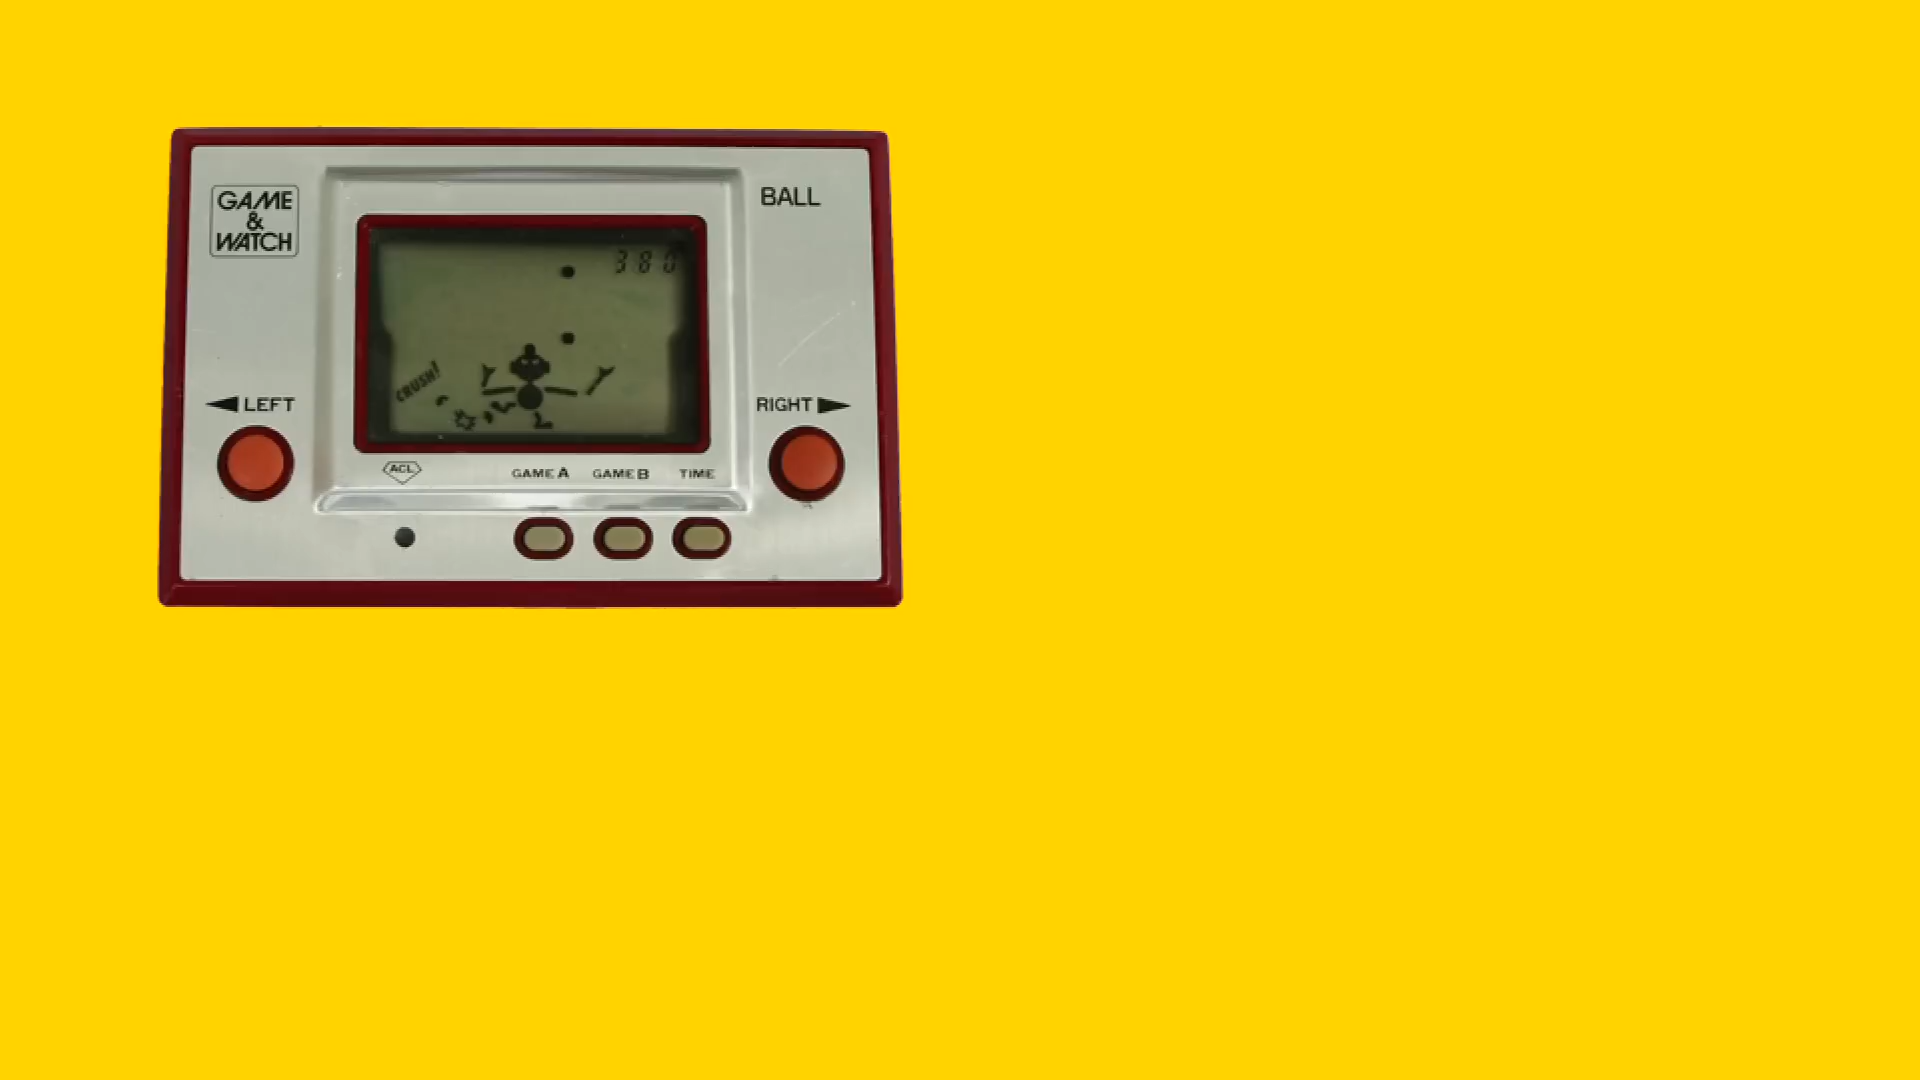 GAME
&
WATCH
BALL
380
CRUSH!
LEFT
RIGHT
ACL
GAME A
GAME B
TIME